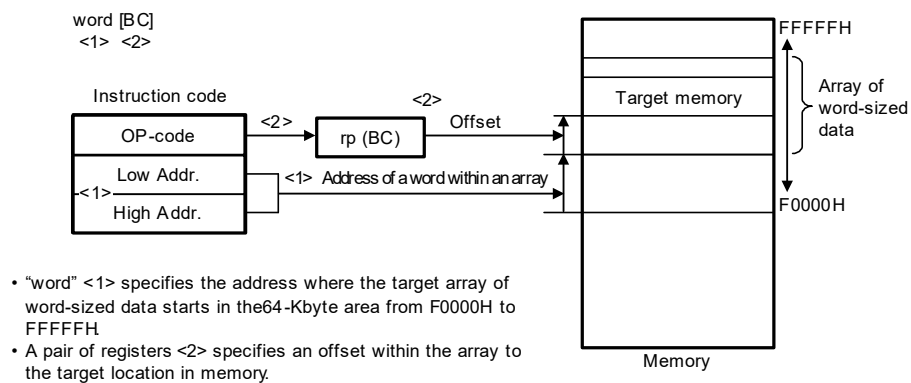 word [BC]
<1> <2>
Instruction code
OP-code
Low Addr.
<1>
High Addr.
<2>
rp (BC)
<2>
Offset
<1> Address of a word within an array
Target memory
FFFFFH
Array of
word-sized
data
F0000H
Memory
• “word” <1> specifies the address where the target array of
word-sized data starts in the64-Kbyte area from F0000H to
FFFFFH.
• A pair of registers <2> specifies an offset within the array to
the target location in memory.